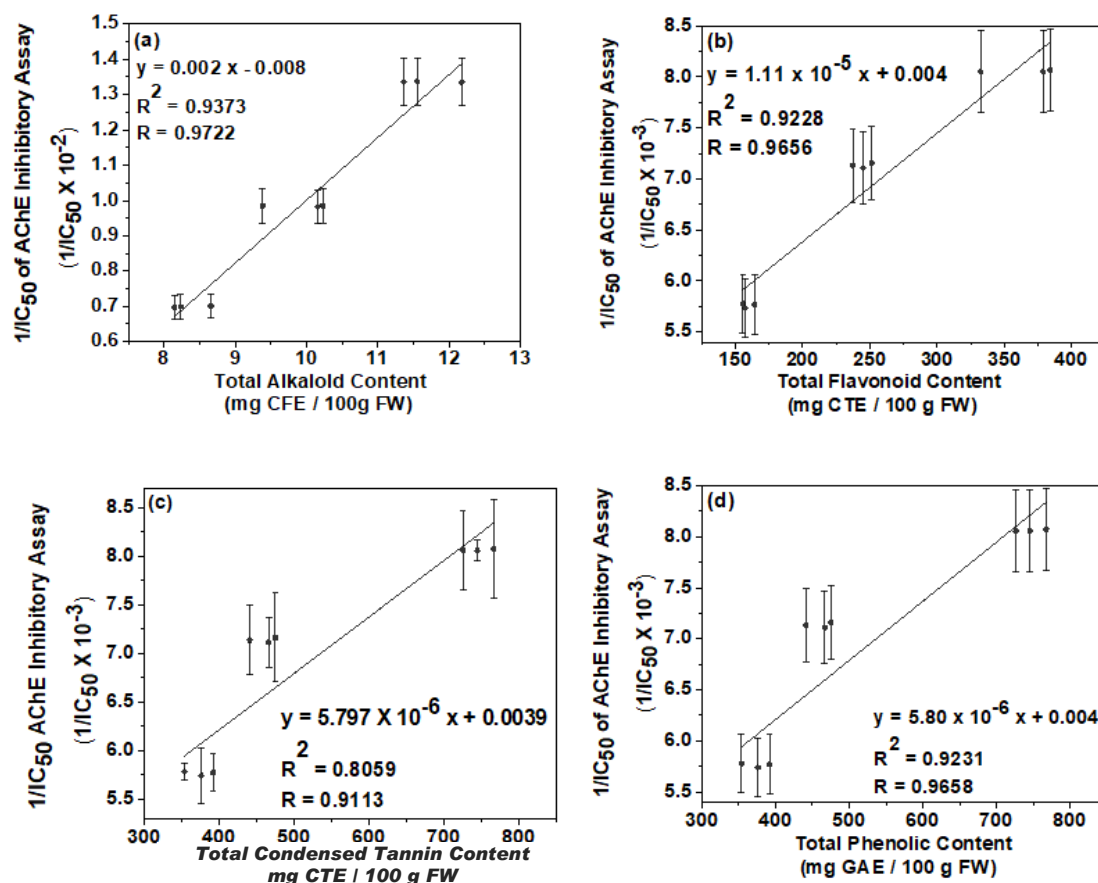 (a)
y = 0.002 x - 0.008
R² = 0.9373
R = 0.9722
1.5
1.4
1.3
1.2
1.1
1.0
0.9
0.8
0.7
0.6
1/IC₅₀ of AChE Inihibitory Assay
(1/IC₅₀ X 10⁻²)
8 9 10 11 12 13
Total Alkaloid Content
(mg CFE / 100g FW)
(b)
y = 1.11 x 10⁻⁵ x + 0.004
R² = 0.9228
R = 0.9656
8.5
8.0
7.5
7.0
6.5
6.0
5.5
1/IC₅₀ of AChE Inhibitory Assay
(1/IC₅₀ X 10⁻³)
150 200 250 300 350 400
Total Flavonoid Content
(mg CTE / 100 g FW)
(c)
8.5
8.0
7.5
7.0
6.5
6.0
5.5
1/IC₅₀ AChE Inhibitory Assay
(1/IC₅₀ X 10⁻³)
y = 5.797 X 10⁻⁶ x + 0.0039
R² = 0.8059
R = 0.9113
300 400 500 600 700 800
Total Condensed Tannin Content
mg CTE / 100 g FW
(d)
8.5
8.0
7.5
7.0
6.5
6.0
5.5
1/IC₅₀ of AChE Inhibitory Assay
(1/IC₅₀ X 10⁻³)
y = 5.80 x 10⁻⁶ x + 0.004
R² = 0.9231
R = 0.9658
300 400 500 600 700 800
Total Phenolic Content
(mg GAE / 100 g FW)